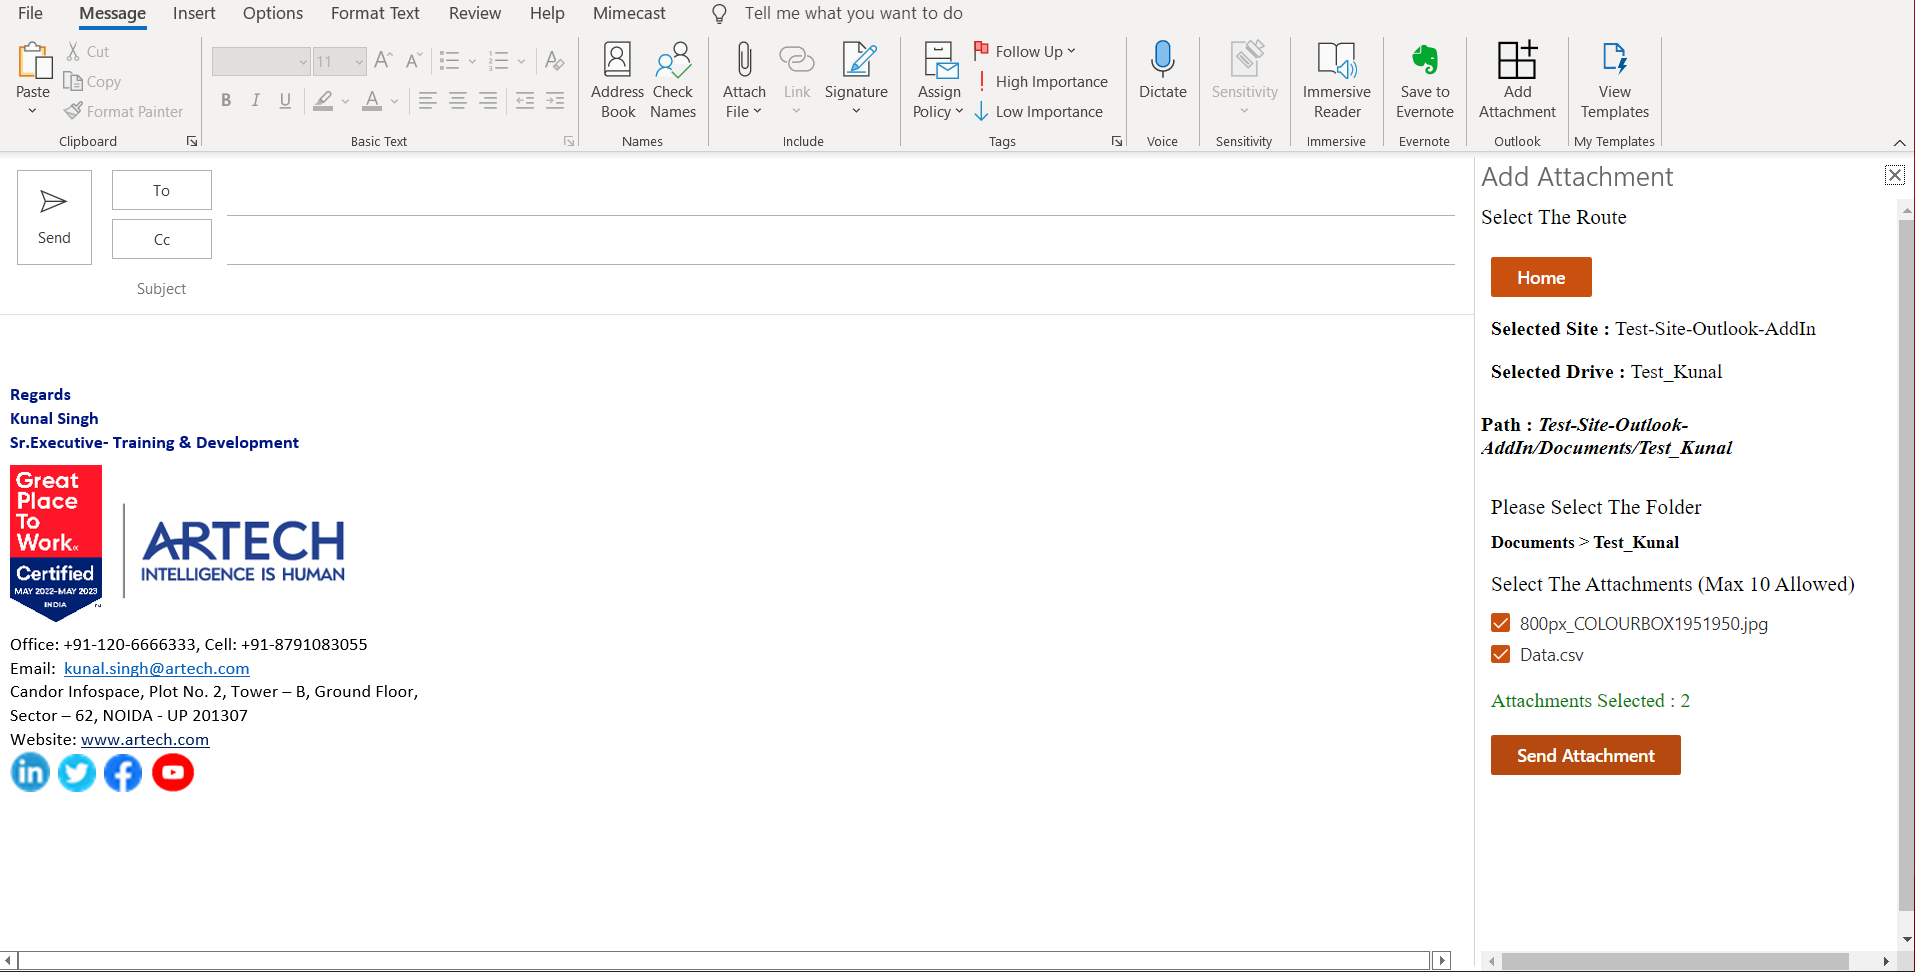 File Message Insert Options Format Text Review Help Mimecast Tell me what you want to do
Paste
Cut
Copy
Format Painter
Clipboard
11
B I U
A
Basic Text
Address Book
Check Names
Names
Attach File
Link
Signature
Include
Assign Policy
Follow Up
High Importance
Low Importance
Tags
Dictate
Voice
Sensitivity
Sensitivity
Immersive Reader
Immersive
Save to Evernote
Evernote
Add Attachment
Outlook
View Templates
My Templates
Send
To
Cc
Subject
Regards
Kunal Singh
Sr.Executive- Training & Development
Great
Place
To
Work.
Certified
MAY 2022-MAY 2023
INDIA
ARTECH
INTELLIGENCE IS HUMAN
Office: +91-120-6666333, Cell: +91-8791083055
Email: kunal.singh@artech.com
Candor Infospace, Plot No. 2, Tower – B, Ground Floor,
Sector – 62, NOIDA - UP 201307
Website: www.artech.com
in
Add Attachment
Select The Route
Home
Selected Site : Test-Site-Outlook-AddIn
Selected Drive : Test_Kunal
Path : Test-Site-Outlook-
AddIn/Documents/Test_Kunal
Please Select The Folder
Documents > Test_Kunal
Select The Attachments (Max 10 Allowed)
800px_COLOURBOX1951950.jpg
Data.csv
Attachments Selected : 2
Send Attachment